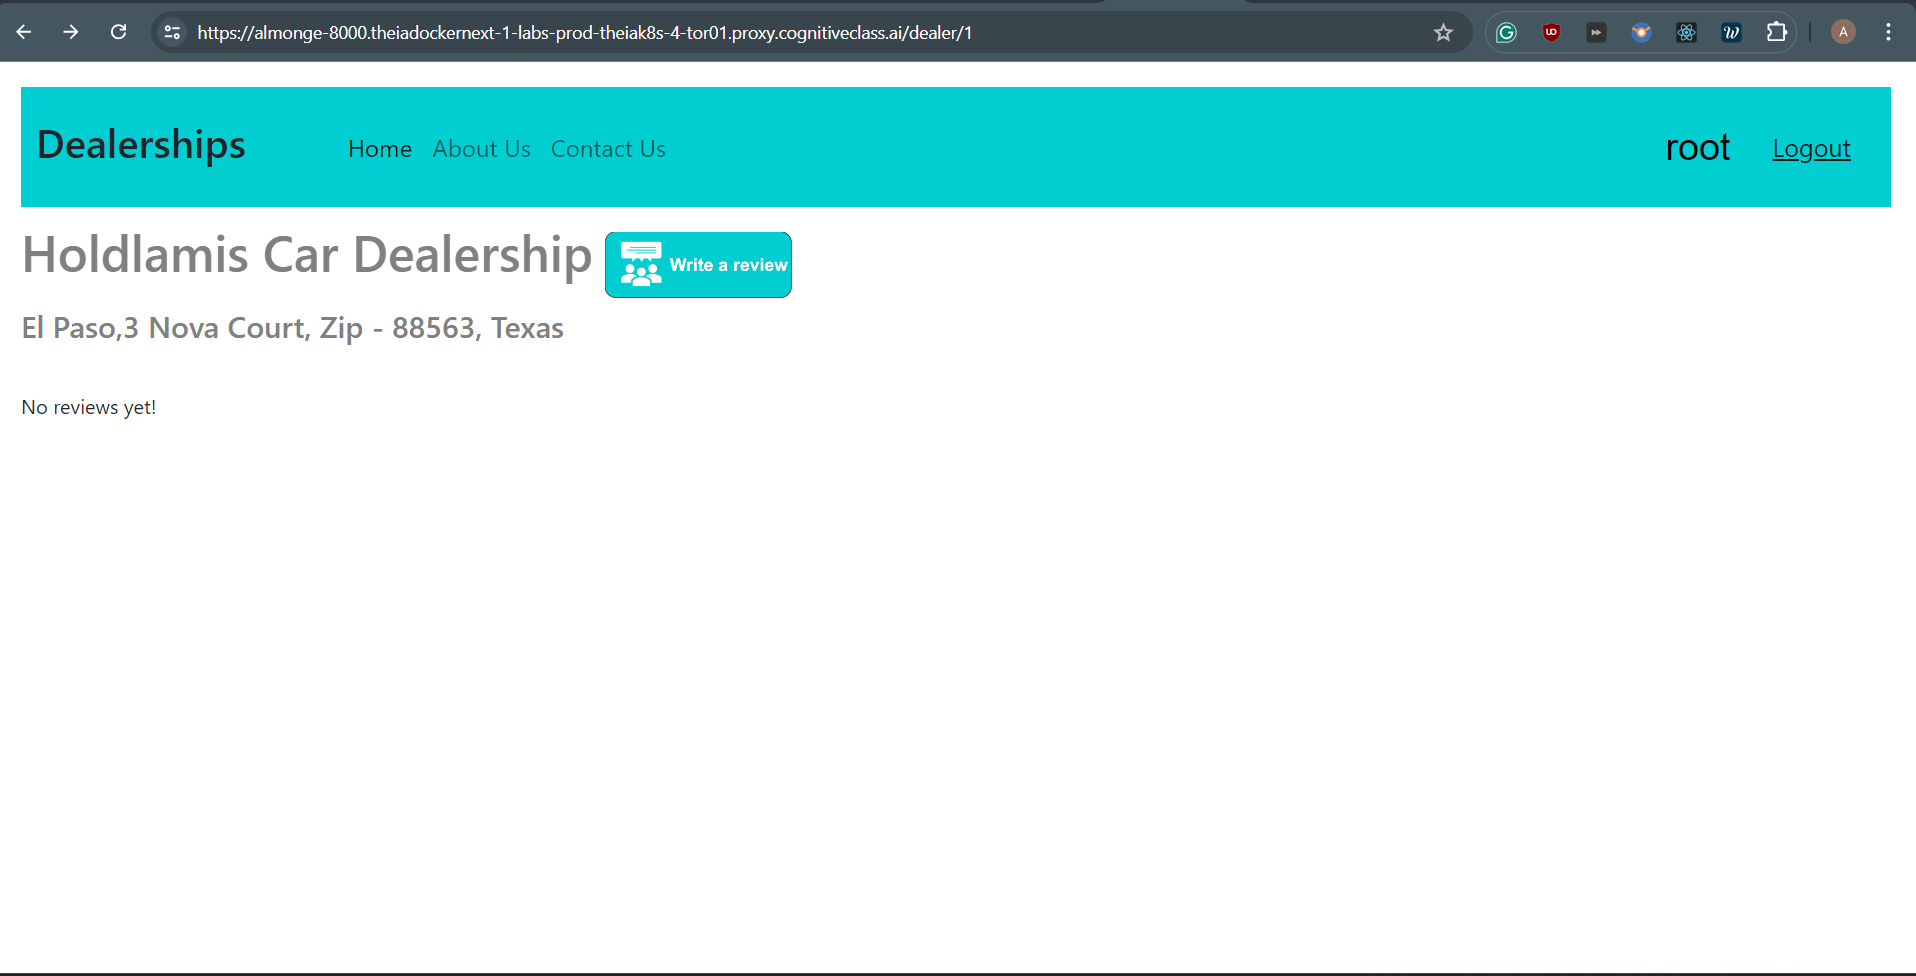 https://almonge-8000.theiadockernext-1-labs-prod-theiak8s-4-tor01.proxy.cognitiveclass.ai/dealer/1
A
Dealerships
Home
About Us
Contact Us
root
Logout
Holdlamis Car Dealership
Write a review
El Paso,3 Nova Court, Zip - 88563, Texas
No reviews yet!